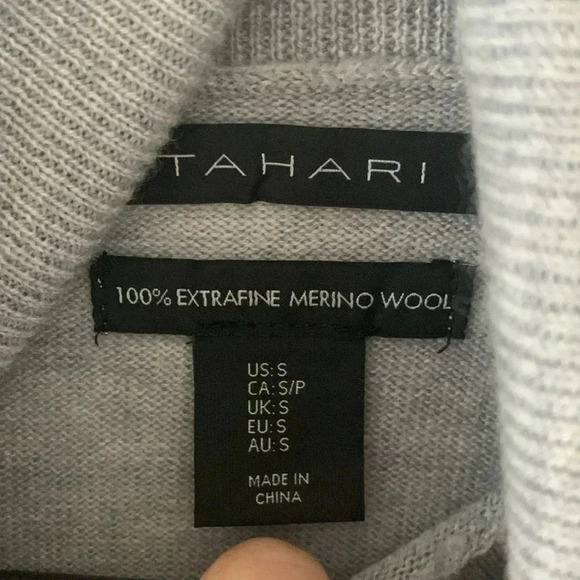 TAHARI
100% EXTRAFINE MERINO WOOL
US: S
CA: S/P
UK: S
EU: S
AU: S
MADE IN
CHINA